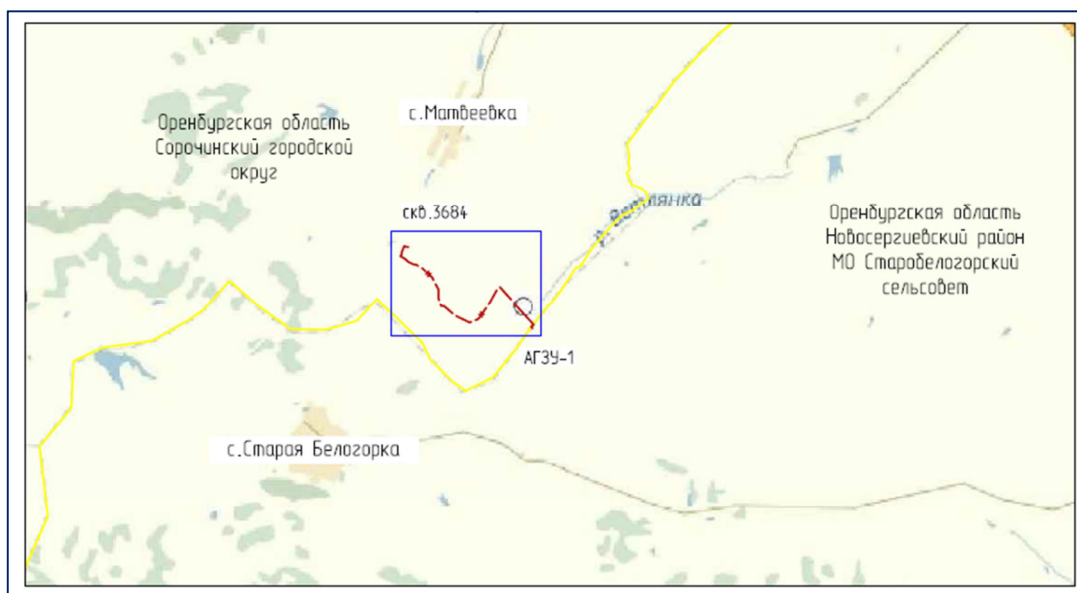 с.Матвеевка
Оренбургская область
Сорочинский городской
округ
скв.3684
р. Ветлянка
Оренбургская область
Новосергиевский район
МО Старобелогорский
сельсовет
АГЗУ-1
с.Старая Белогорка